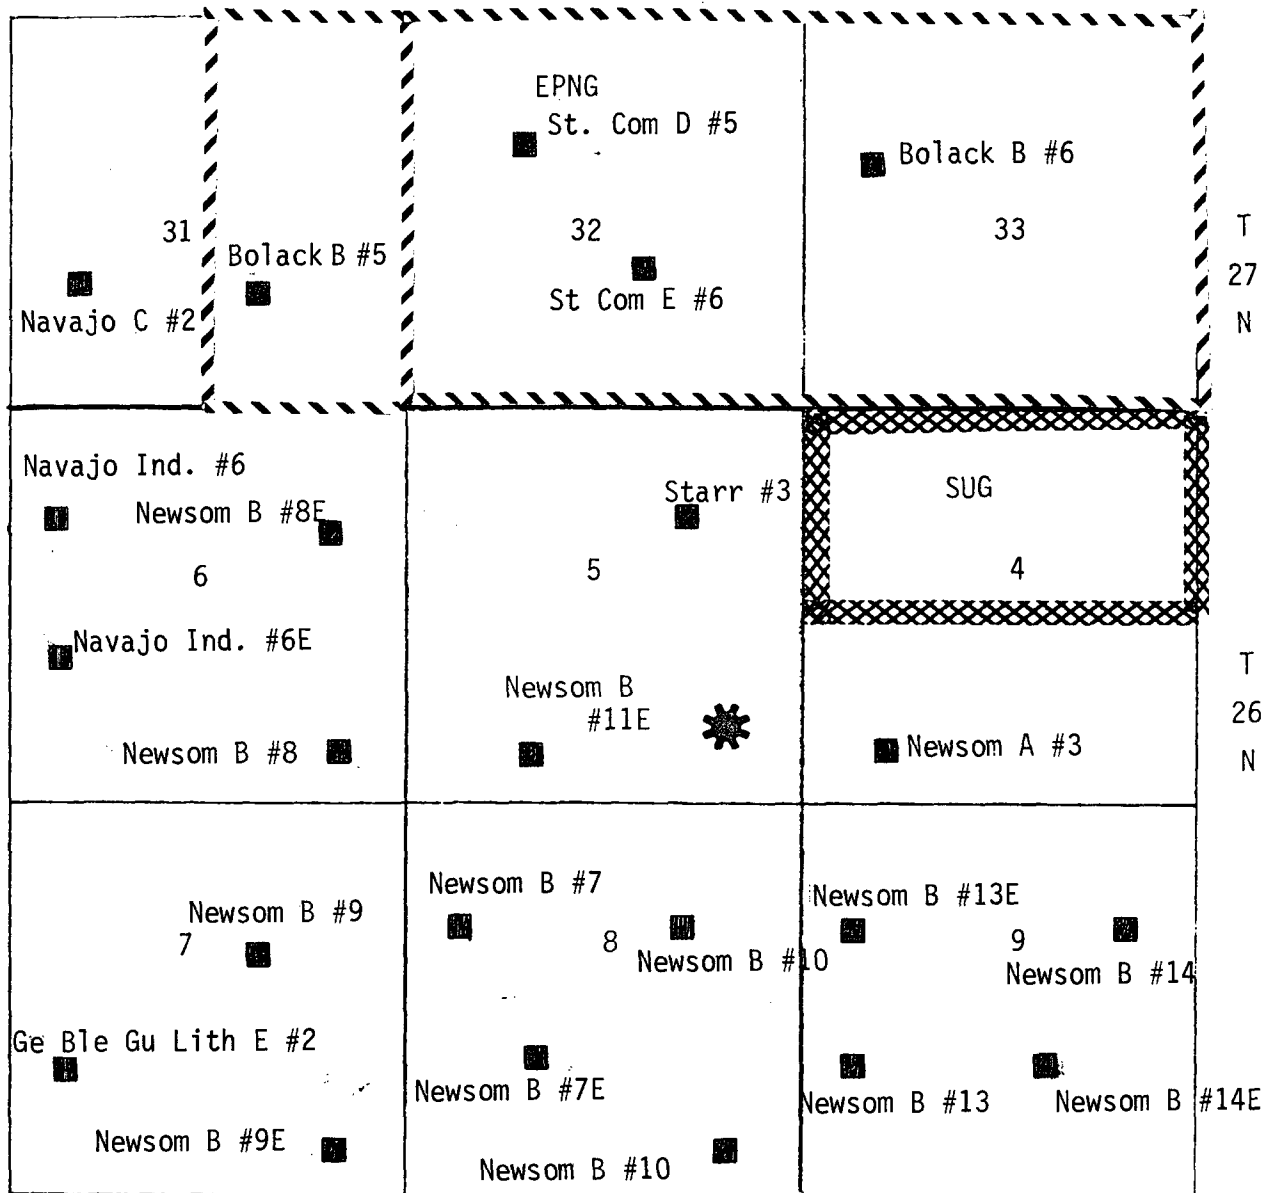 EPNG
St. Com D #5
Bolack B #6
31
32
33
Bolack B #5
St Com E #6
Navajo C #2
T
27
N
Navajo Ind. #6
Newsom B #8E
6
Navajo Ind. #6E
Newsom B #8
Starr #3
5
Newsom B
#11E
SUG
4
Newsom A #3
T
26
N
Newsom B #9
7
Ge Ble Gu Lith E #2
Newsom B #9E
Newsom B #7
8
Newsom B #10
Newsom B #7E
Newsom B #10
Newsom B #13E
9
Newsom B #14
Newsom B #13
Newsom B #14E